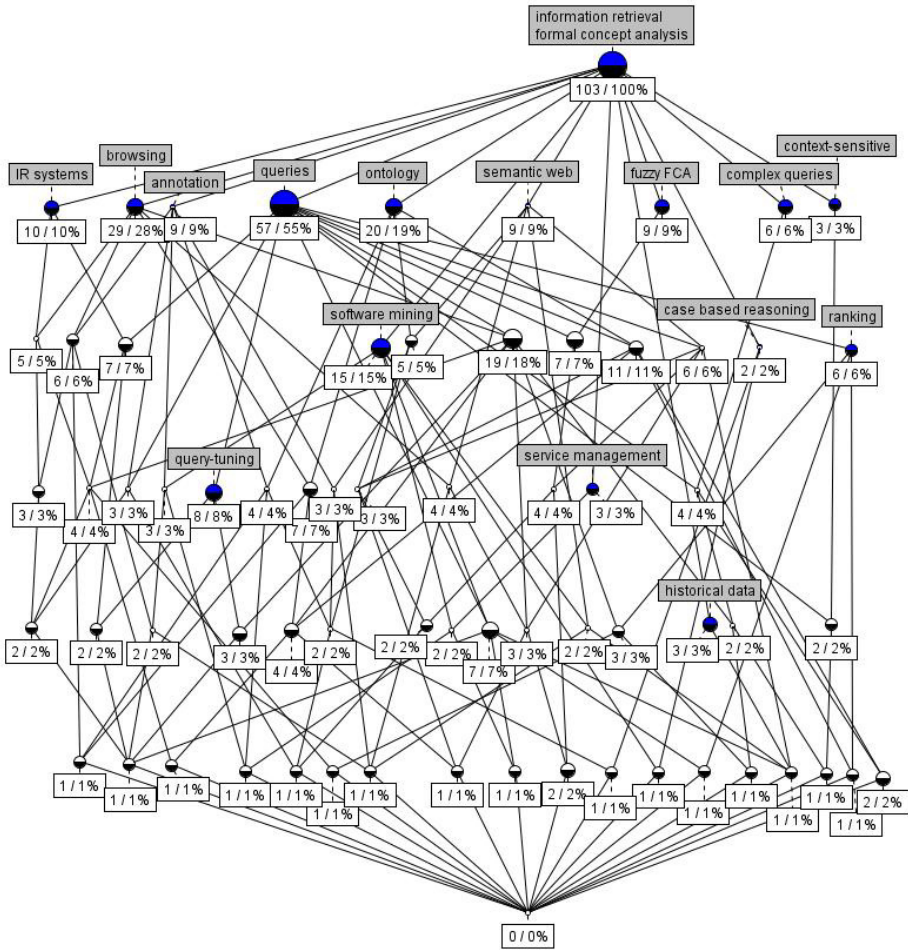 information retrieval
formal concept analysis
103 / 100%
browsing
context-sensitive
IR systems
annotation
queries
ontology
semantic web
fuzzy FCA
complex queries
10 / 10%
29 / 28%
9 / 9%
57 / 55%
20 / 19%
9 / 9%
9 / 9%
6 / 6%
3 / 3%
software mining
case based reasoning
ranking
5 / 5%
6 / 6%
7 / 7%
15 / 15%
5 / 5%
19 / 18%
7 / 7%
11 / 11%
6 / 6%
2 / 2%
6 / 6%
query-tuning
service management
3 / 3%
4 / 4%
3 / 3%
3 / 3%
8 / 8%
4 / 4%
7 / 7%
3 / 3%
3 / 3%
4 / 4%
4 / 4%
3 / 3%
4 / 4%
historical data
2 / 2%
2 / 2%
2 / 2%
3 / 3%
4 / 4%
2 / 2%
2 / 2%
2 / 2%
7 / 7%
3 / 3%
2 / 2%
3 / 3%
3 / 3%
2 / 2%
2 / 2%
1 / 1%
1 / 1%
1 / 1%
1 / 1%
1 / 1%
1 / 1%
1 / 1%
1 / 1%
1 / 1%
2 / 2%
1 / 1%
1 / 1%
1 / 1%
1 / 1%
1 / 1%
1 / 1%
1 / 1%
2 / 2%
0 / 0%